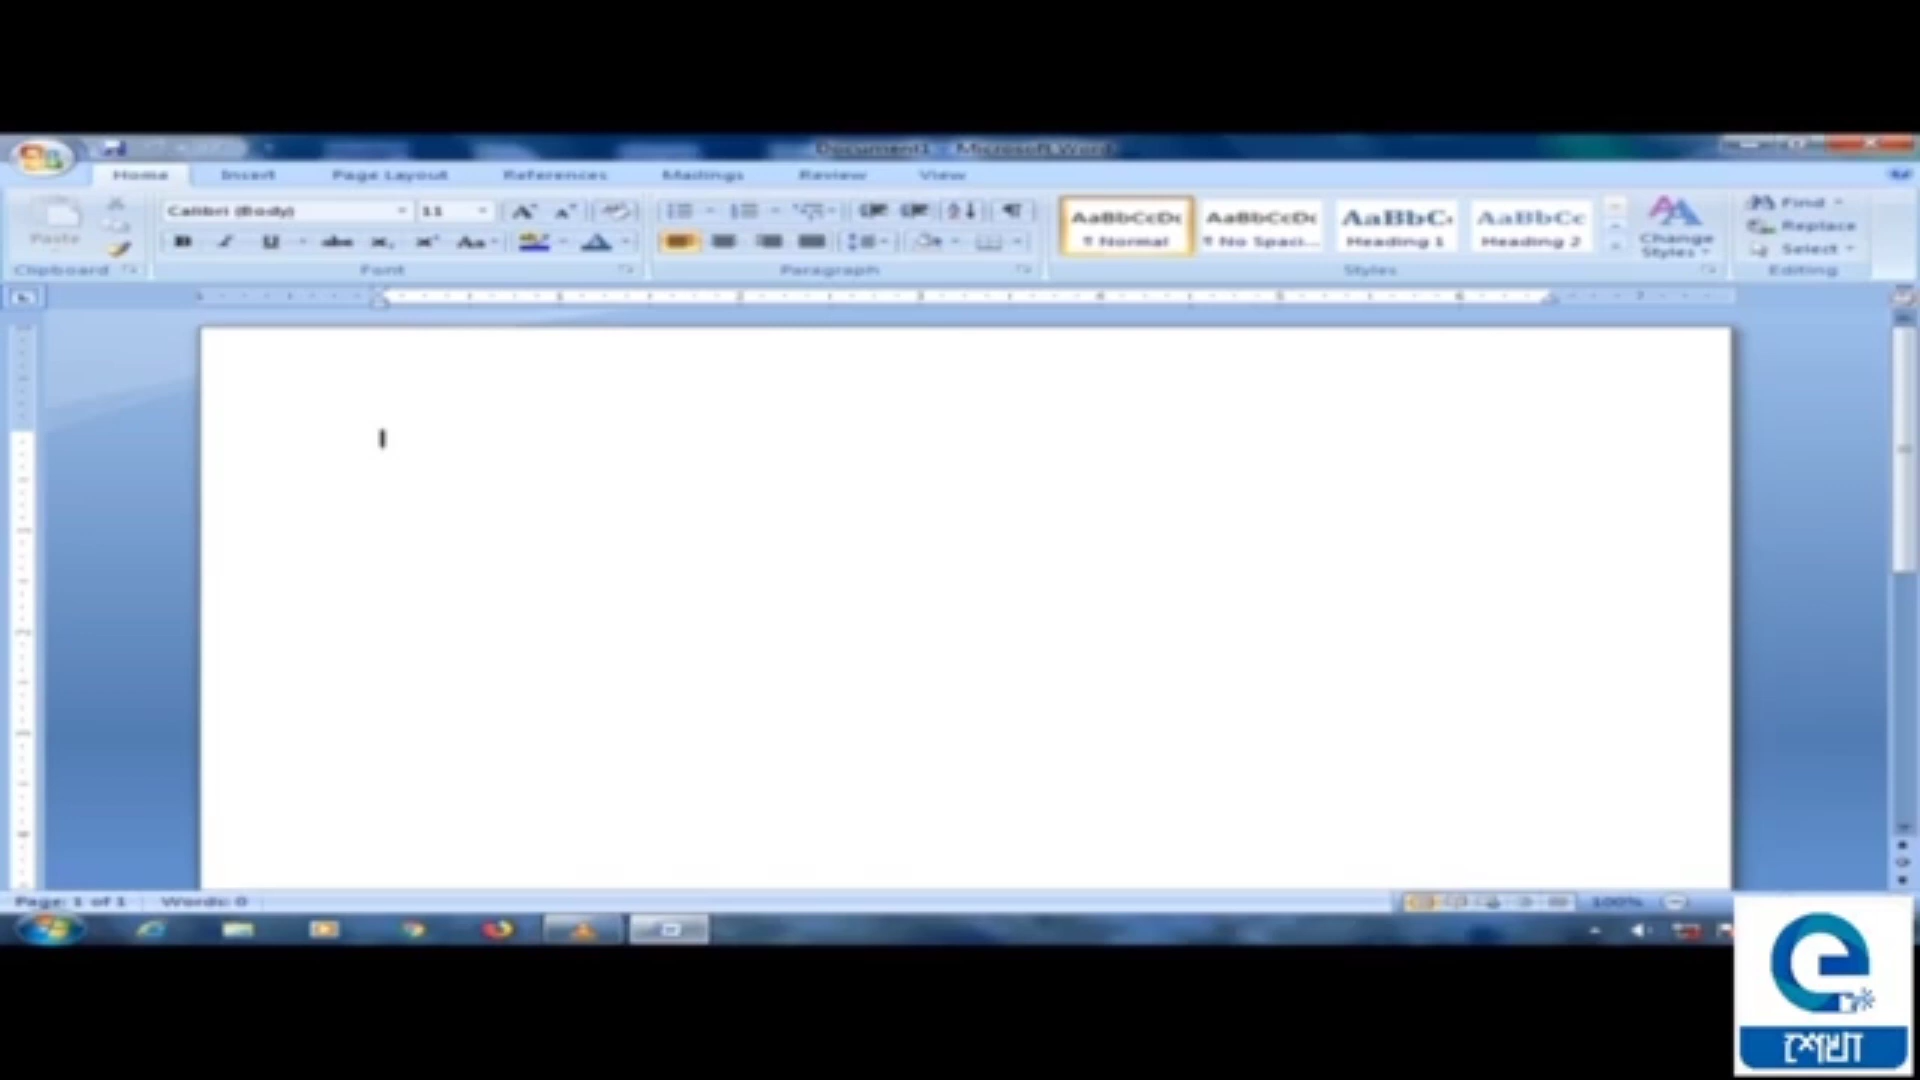 Document1 - Microsoft Word
Home Insert Page Layout References Mailings Review View
Paste
Calibri (Body) 11
AaBbCcDc AaBbCcDc AaBbC AaBbCc
¶ Normal ¶ No Spaci... Heading 1 Heading 2
Change Styles
Find
Replace
Select
Clipboard Font Paragraph Styles Editing
Page: 1 of 1 Words: 0 100%
শেখা